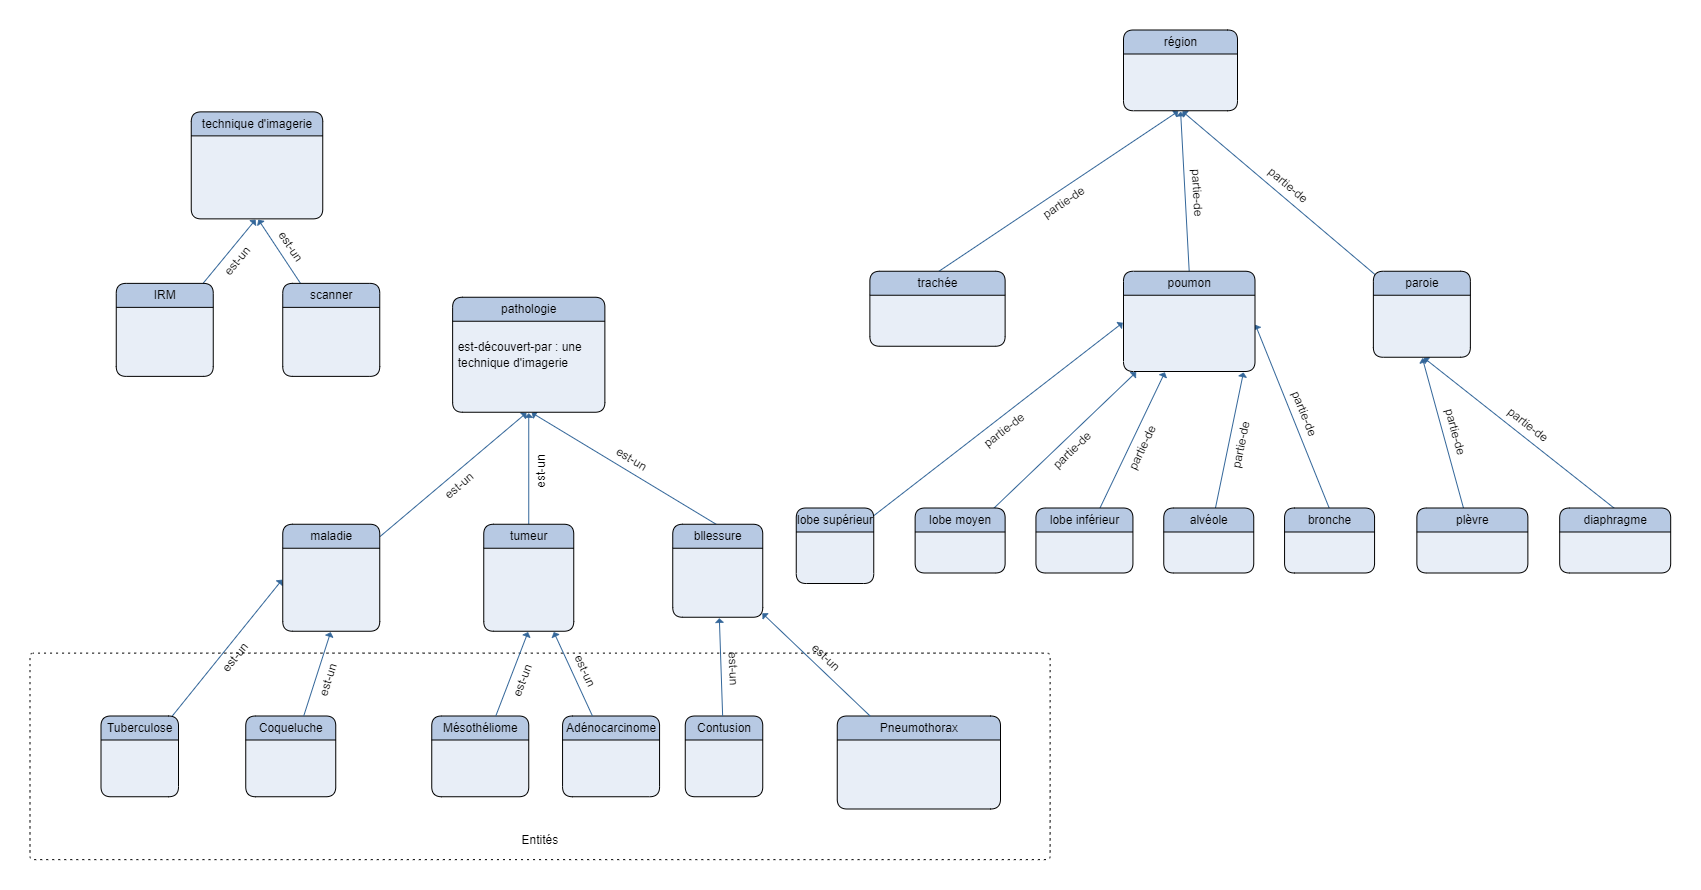 région
technique d'imagerie
partie-de
partie-de
partie-de
est-un
est-un
IRM
scanner
trachée
poumon
paroie
pathologie
est-découvert-par : une
technique d'imagerie
partie-de
partie-de
partie-de
partie-de
partie-de
partie-de
partie-de
est-un
est-un
est-un
lobe supérieur
lobe moyen
lobe inférieur
alvéole
bronche
plèvre
diaphragme
maladie
tumeur
bllessure
est-un
est-un
est-un
est-un
est-un
est-un
Tuberculose
Coqueluche
Mésothéliome
Adénocarcinome
Contusion
Pneumothorax
Entités